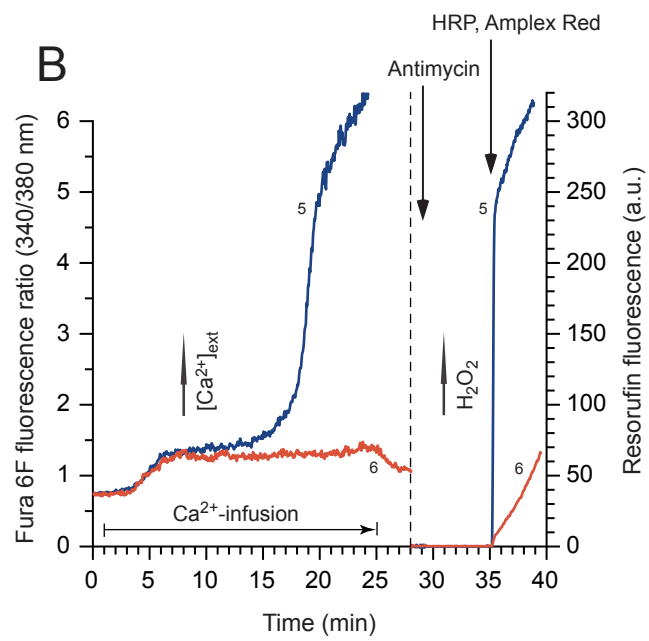 B
HRP, Amplex Red
Antimycin
Fura 6F fluorescence ratio (340/380 nm)
6
5
4
3
2
1
0
5
6
[Ca²⁺]ext
Ca²⁺-infusion
H₂O₂
5
6
300
250
200
150
100
50
0
Resorufin fluorescence (a.u.)
0 5 10 15 20 25 30 35 40
Time (min)